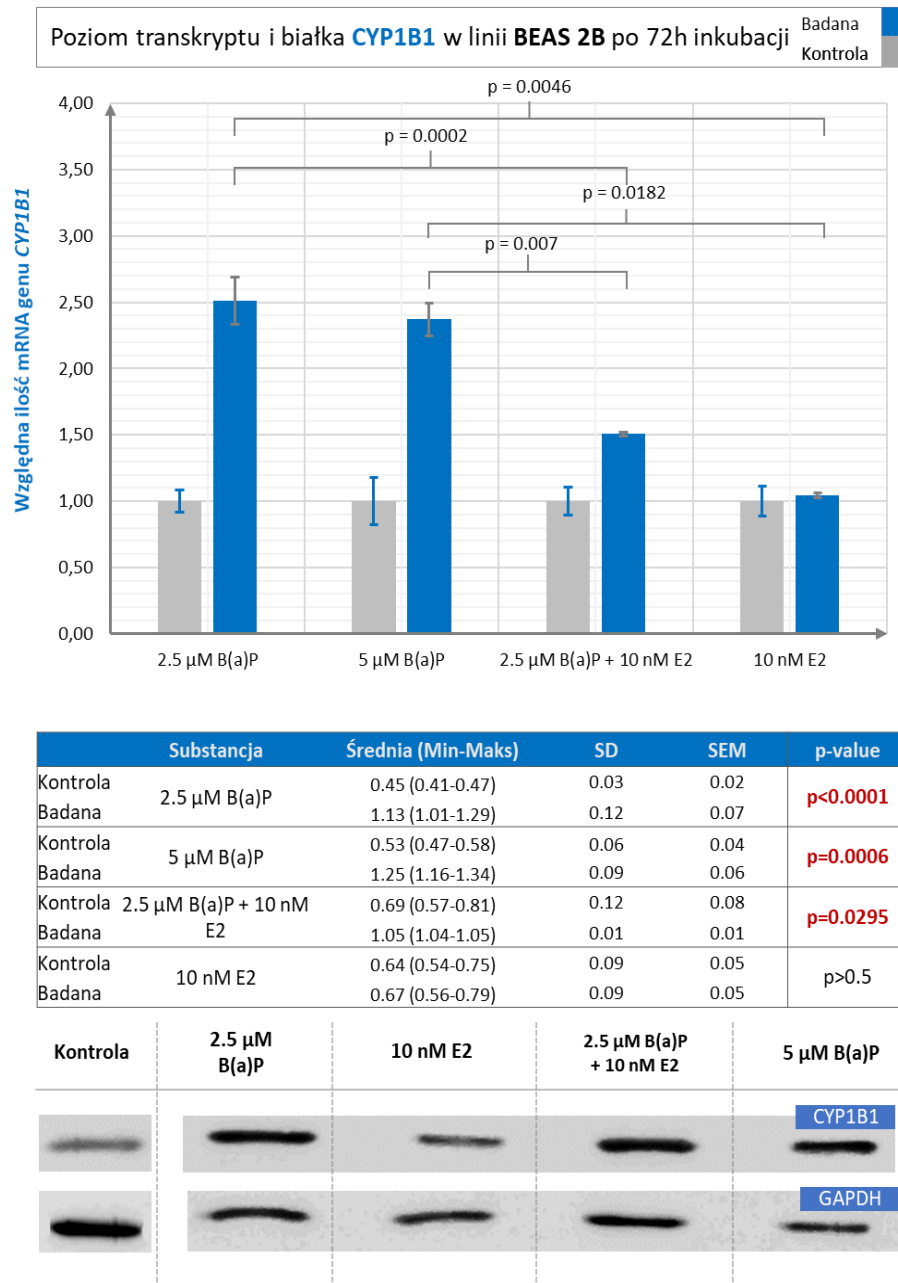 Poziom transkryptu i białka CYP1B1 w linii BEAS 2B po 72h inkubacji
Badana
Kontrola
Względna ilość mRNA genu CYP1B1
4,00
3,50
3,00
2,50
2,00
1,50
1,00
0,50
0,00
p = 0.0046
p = 0.0002
p = 0.0182
p = 0.007
2.5 µM B(a)P
5 µM B(a)P
2.5 µM B(a)P + 10 nM E2
10 nM E2
Substancja Średnia (Min-Maks) SD SEM p-value
Kontrola 2.5 µM B(a)P 0.45 (0.41-0.47) 0.03 0.02 p<0.0001
Badana 1.13 (1.01-1.29) 0.12 0.07
Kontrola 5 µM B(a)P 0.53 (0.47-0.58) 0.06 0.04 p=0.0006
Badana 1.25 (1.16-1.34) 0.09 0.06
Kontrola 2.5 µM B(a)P + 10 nM 0.69 (0.57-0.81) 0.12 0.08 p=0.0295
Badana E2 1.05 (1.04-1.05) 0.01 0.01
Kontrola 10 nM E2 0.64 (0.54-0.75) 0.09 0.05 p>0.5
Badana 0.67 (0.56-0.79) 0.09 0.05
Kontrola
2.5 µM
B(a)P
10 nM E2
2.5 µM B(a)P
+ 10 nM E2
5 µM B(a)P
CYP1B1
GAPDH